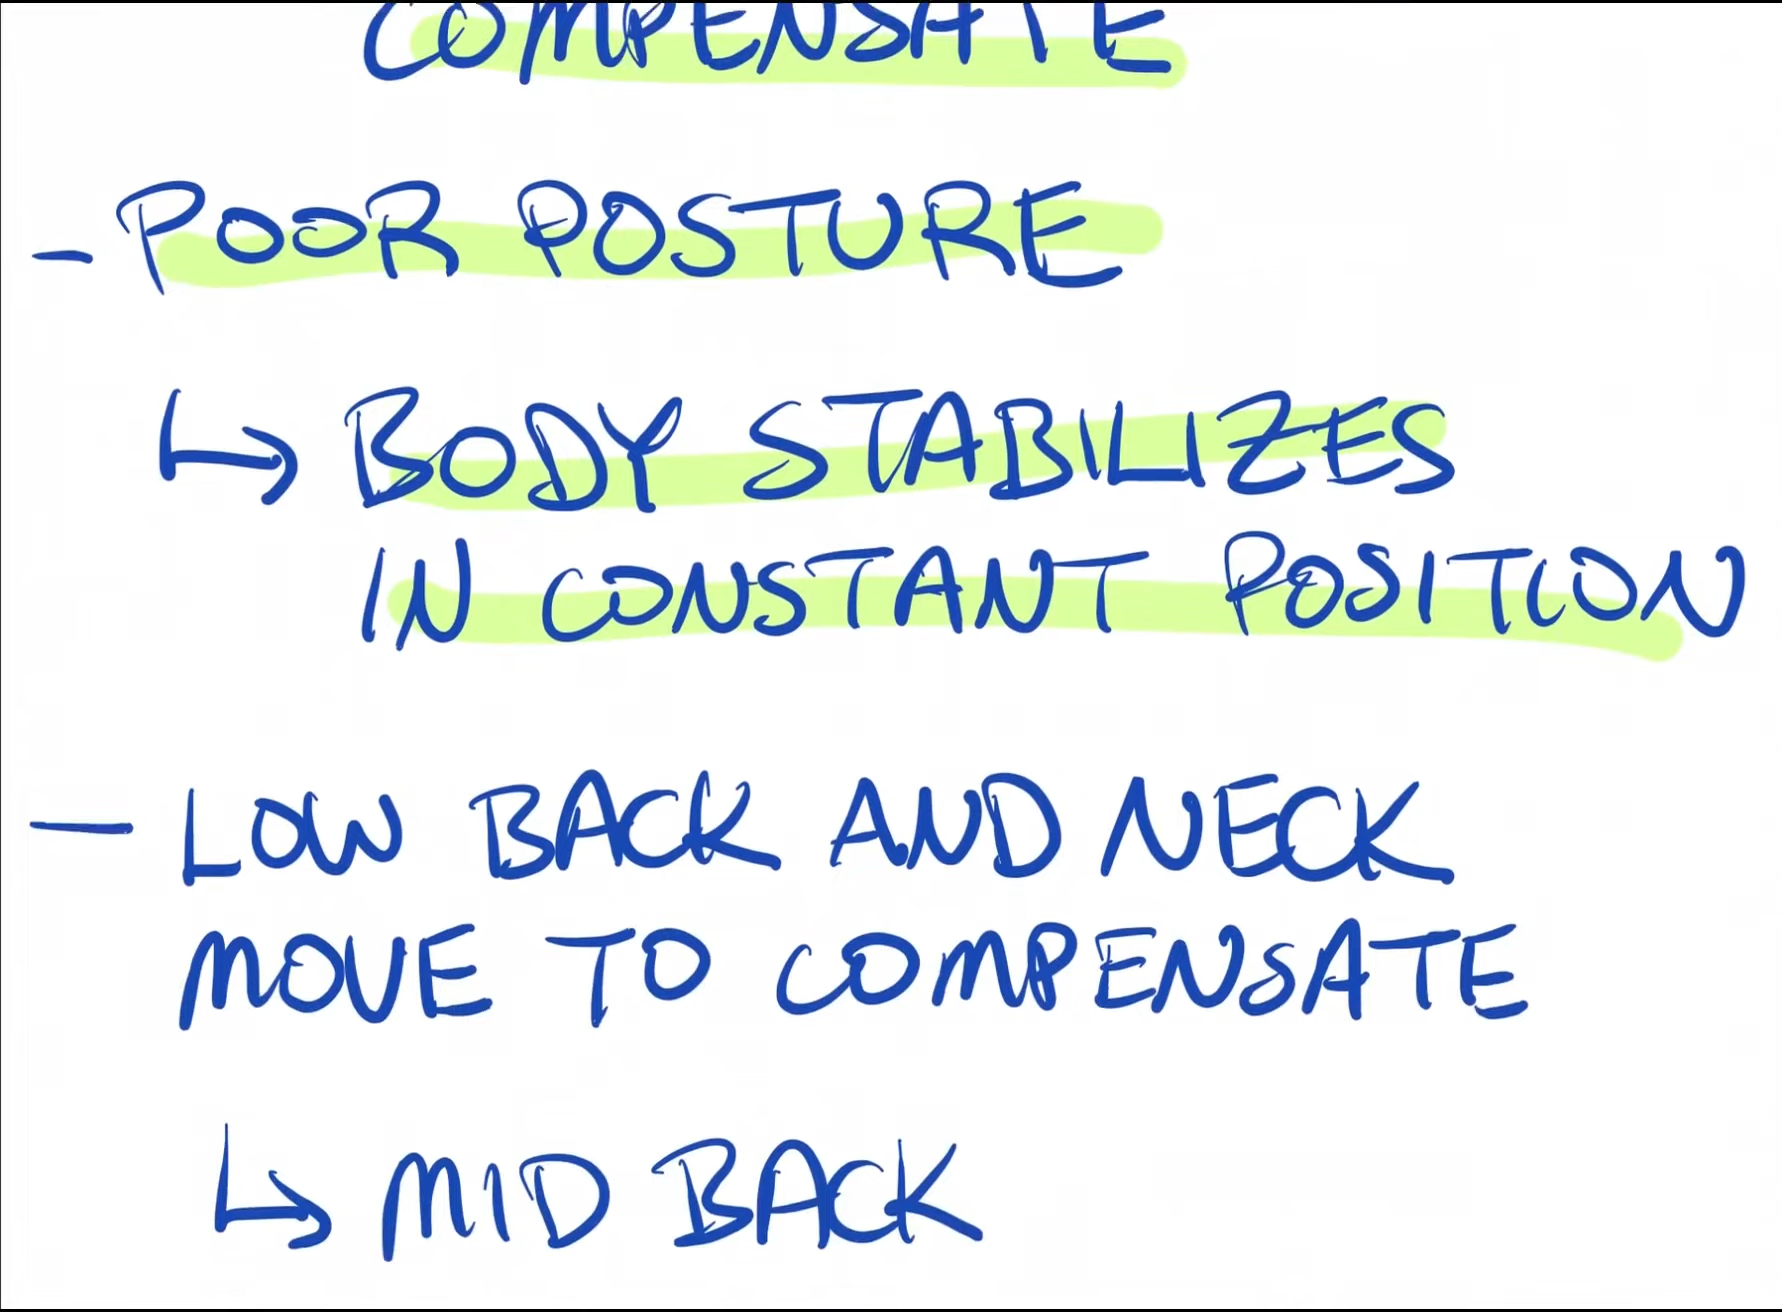 COMPENSATE
- POOR POSTURE
↳ BODY STABILIZES
IN CONSTANT POSITION
- LOW BACK AND NECK
MOVE TO COMPENSATE
↳ MID BACK